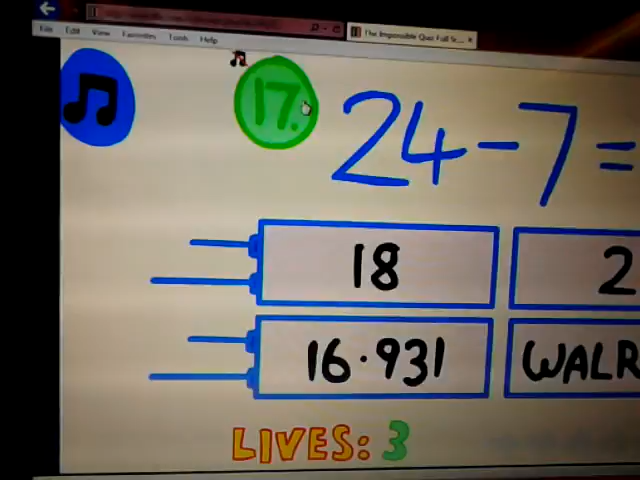 File Edit View Favorites Tools Help
The Impossible Quiz Full Sc...
17.
24-7=
18
2
16.931
WALR
LIVES: 3